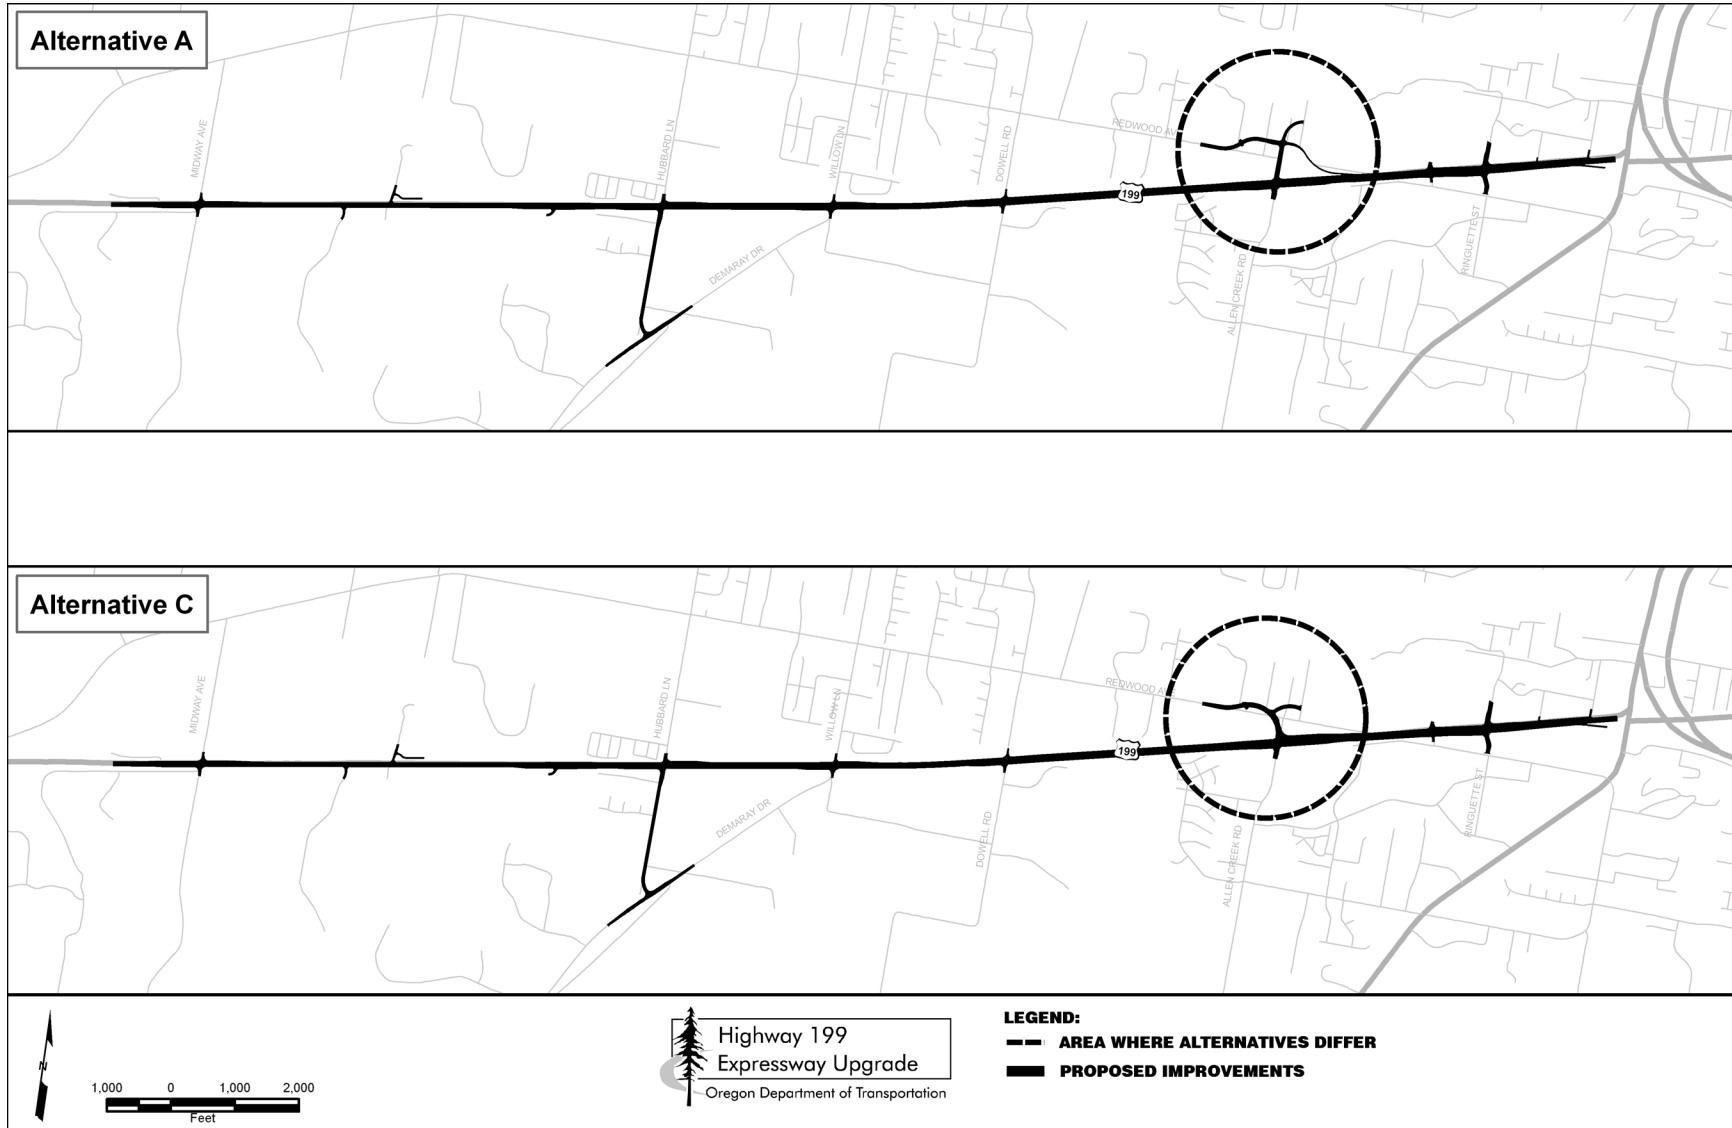 Alternative A
MIDWAY AVE
HUBBARD LN
WILLOW LN
DOWELL RD
REDWOOD AV
199
DEMARAY DR
ALLEN CREEK RD
RINGUETTE ST
Alternative C
MIDWAY AVE
HUBBARD LN
WILLOW LN
REDWOOD AV
199
DEMARAY DR
DOWELL RD
ALLEN CREEK RD
RINGUETTE ST
N
1,000 0 1,000 2,000
Feet
Highway 199
Expressway Upgrade
Oregon Department of Transportation
LEGEND:
AREA WHERE ALTERNATIVES DIFFER
PROPOSED IMPROVEMENTS